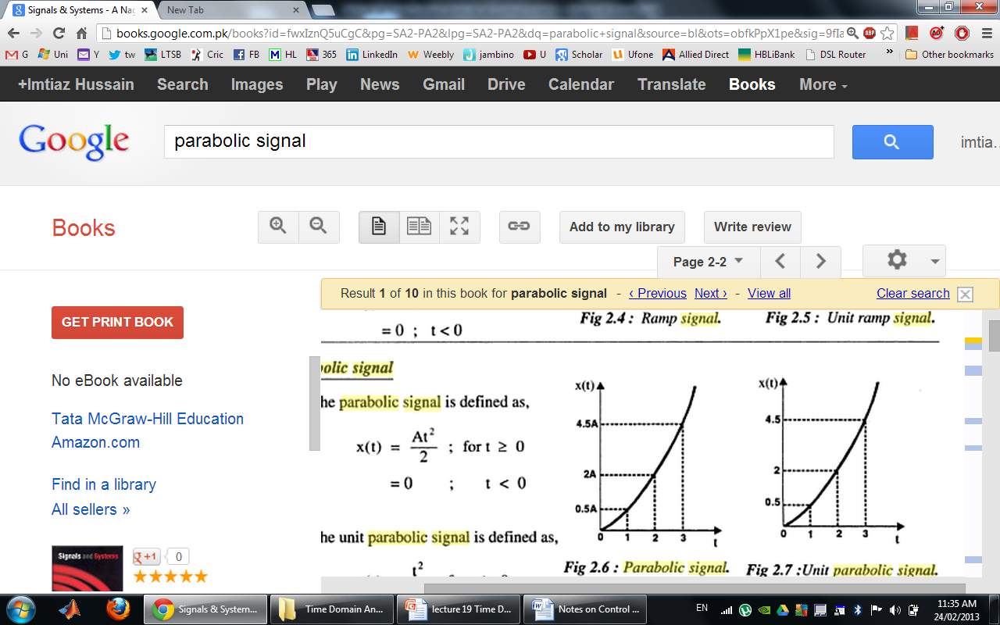 Signals & Systems - A Nag
New Tab
books.google.com.pk/books?id=fwxIznQ5uCgC&pg=SA2-PA2&lpg=SA2-PA2&dq=parabolic+signal&source=bl&ots=obfkPpX1pe&sig=9fIa
G Uni Y tw LTSB Cric FB HL 365 LinkedIn Weebly jambino U Scholar Ufone Allied Direct HBLiBank DSL Router » Other bookmarks
+Imtiaz Hussain Search Images Play News Gmail Drive Calendar Translate Books More
Google
parabolic signal
imtia...
Books
Add to my library
Write review
Page 2-2
Result 1 of 10 in this book for parabolic signal - ‹ Previous Next › - View all
Clear search
GET PRINT BOOK
No eBook available
Tata McGraw-Hill Education
Amazon.com
Find in a library
All sellers »
Signals and Systems
g +1 0
= 0 ; t < 0
Fig 2.4 : Ramp signal.
Fig 2.5 : Unit ramp signal.
bolic signal
he parabolic signal is defined as,
x(t) = At²/2 ; for t ≥ 0
= 0 ; t < 0
he unit parabolic signal is defined as,
t²
x(t)
4.5A
2A
0.5A
0 1 2 3 t
Fig 2.6 : Parabolic signal.
x(t)
4.5
2
0.5
0 1 2 3 t
Fig 2.7 :Unit parabolic signal.
Signals & System...
Time Domain An...
lecture 19 Time D...
Notes on Control ...
EN
11:35 AM
24/02/2013